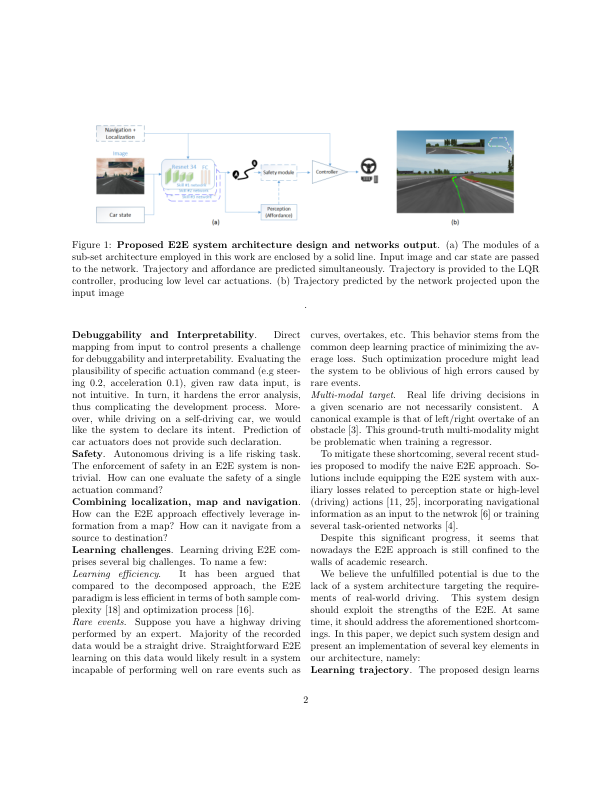 Navigation +
Localization
Image
Resnet 34
FC
Safety module
Controller
Car state
Perception
(Affordance)
(a)
(b)
Figure 1: Proposed E2E system architecture design and networks output. (a) The modules of a
sub-set architecture employed in this work are enclosed by a solid line. Input image and car state are passed
to the network. Trajectory and affordance are predicted simultaneously. Trajectory is provided to the LQR
controller, producing low level car actuations. (b) Trajectory predicted by the network projected upon the
input image
.
Debuggability and Interpretability. Direct
mapping from input to control presents a challenge
for debuggability and interpretability. Evaluating the
plausibility of specific actuation command (e.g steer-
ing 0.2, acceleration 0.1), given raw data input, is
not intuitive. In turn, it hardens the error analysis,
thus complicating the development process. More-
over, while driving on a self-driving car, we would
like the system to declare its intent. Prediction of
car actuators does not provide such declaration.
Safety. Autonomous driving is a life risking task.
The enforcement of safety in an E2E system is non-
trivial. How can one evaluate the safety of a single
actuation command?
Combining localization, map and navigation.
How can the E2E approach effectively leverage in-
formation from a map? How can it navigate from a
source to destination?
Learning challenges. Learning driving E2E com-
prises several big challenges. To name a few:
Learning efficiency. It has been argued that
compared to the decomposed approach, the E2E
paradigm is less efficient in terms of both sample com-
plexity [18] and optimization process [16].
Rare events. Suppose you have a highway driving
performed by an expert. Majority of the recorded
data would be a straight drive. Straightforward E2E
learning on this data would likely result in a system
incapable of performing well on rare events such as
curves, overtakes, etc. This behavior stems from the
common deep learning practice of minimizing the av-
erage loss. Such optimization procedure might lead
the system to be oblivious of high errors caused by
rare events.
Multi-modal target. Real life driving decisions in
a given scenario are not necessarily consistent. A
canonical example is that of left/right overtake of an
obstacle [3]. This ground-truth multi-modality might
be problematic when training a regressor.
To mitigate these shortcoming, several recent stud-
ies proposed to modify the naive E2E approach. So-
lutions include equipping the E2E system with aux-
iliary losses related to perception state or high-level
(driving) actions [11, 25], incorporating navigational
information as an input to the netwrok [6] or training
several task-oriented networks [4].
Despite this significant progress, it seems that
nowadays the E2E approach is still confined to the
walls of academic research.
We believe the unfulfilled potential is due to the
lack of a system architecture targeting the require-
ments of real-world driving. This system design
should exploit the strengths of the E2E. At same
time, it should address the aforementioned shortcom-
ings. In this paper, we depict such system design and
present an implementation of several key elements in
our architecture, namely:
Learning trajectory. The proposed design learns
2